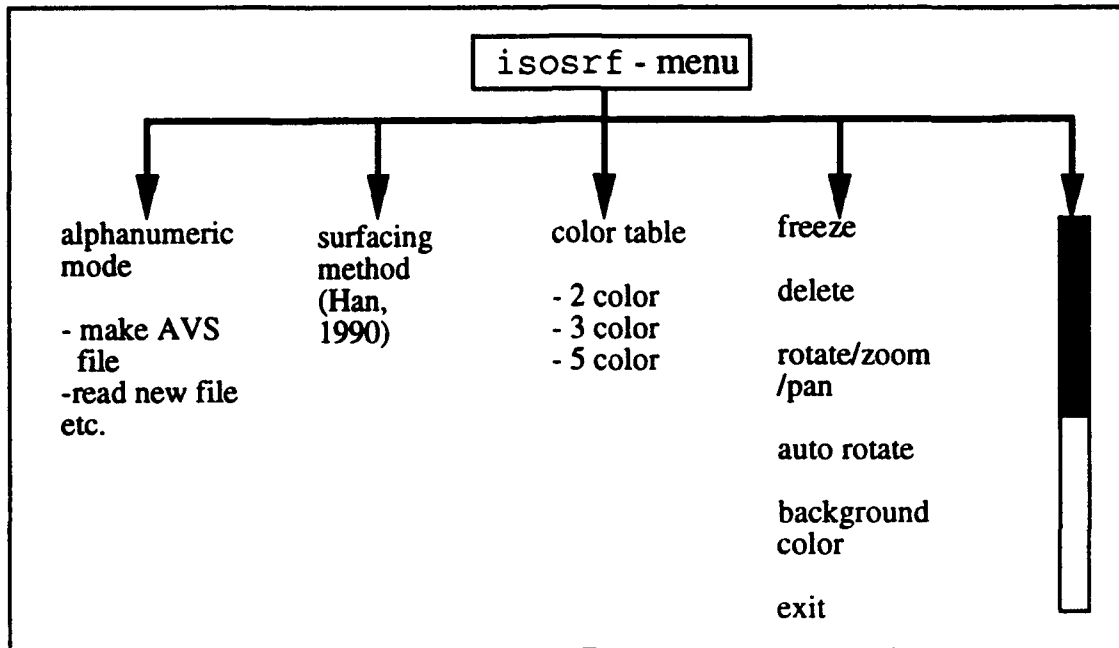 isosrf - menu
alphanumeric
mode
- make AVS
file
-read new file
etc.
surfacing
method
(Han,
1990)
color table
- 2 color
- 3 color
- 5 color
freeze
delete
rotate/zoom
/pan
auto rotate
background
color
exit